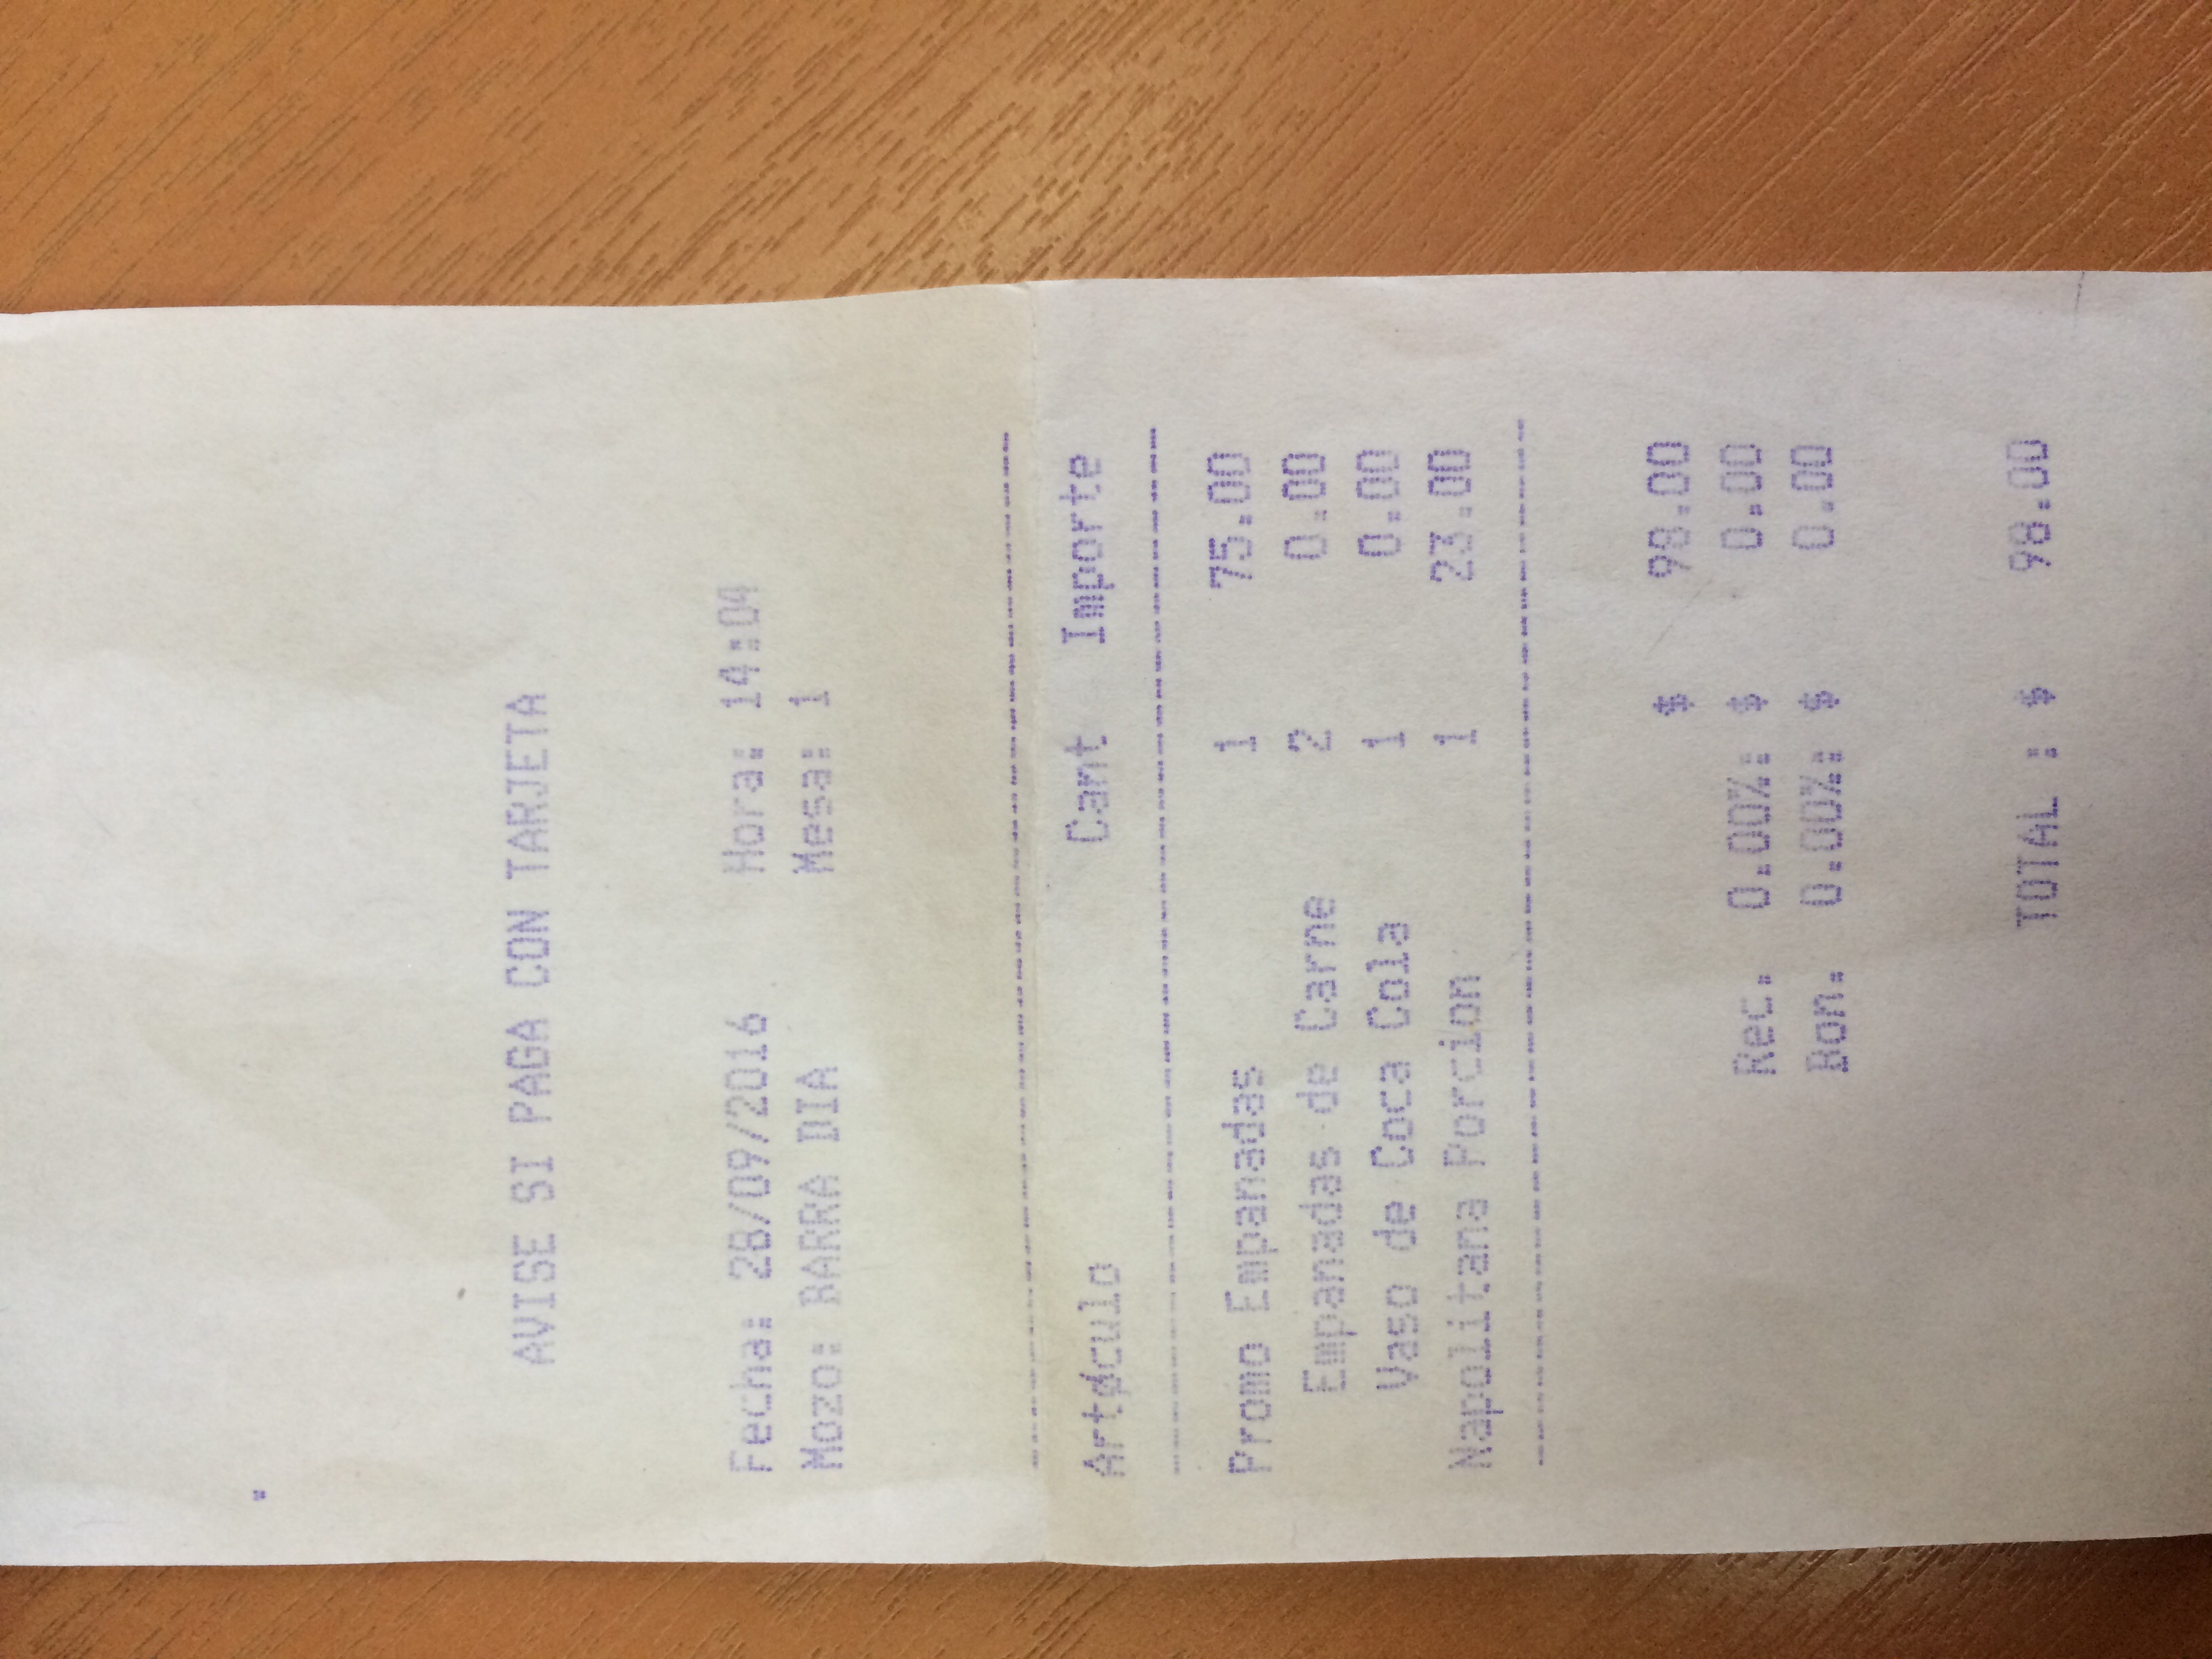 AVISE SI PAGA CON TARJETA
Fecha: 28/09/2016 Hora: 14:04
Mozo: BARRA DIA Mesa: 1
Artøculo Cant Importe
Promo Empanadas 1 75.00
Empanadas de Carne 2 0.00
Vaso de Coca Cola 1 0.00
Napolitana Porcion 1 23.00
$ 98.00
Rec. 0.00%: $ 0.00
Bon. 0.00%: $ 0.00
TOTAL : $ 98.00